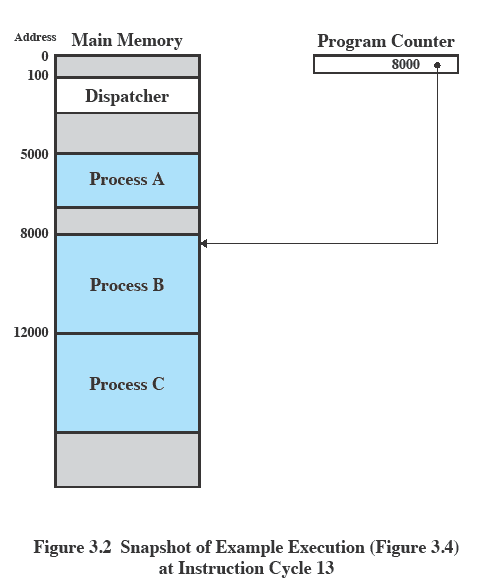 Address
Main Memory
Program Counter
0
8000
100
Dispatcher
5000
Process A
8000
Process B
12000
Process C
Figure 3.2 Snapshot of Example Execution (Figure 3.4)
at Instruction Cycle 13